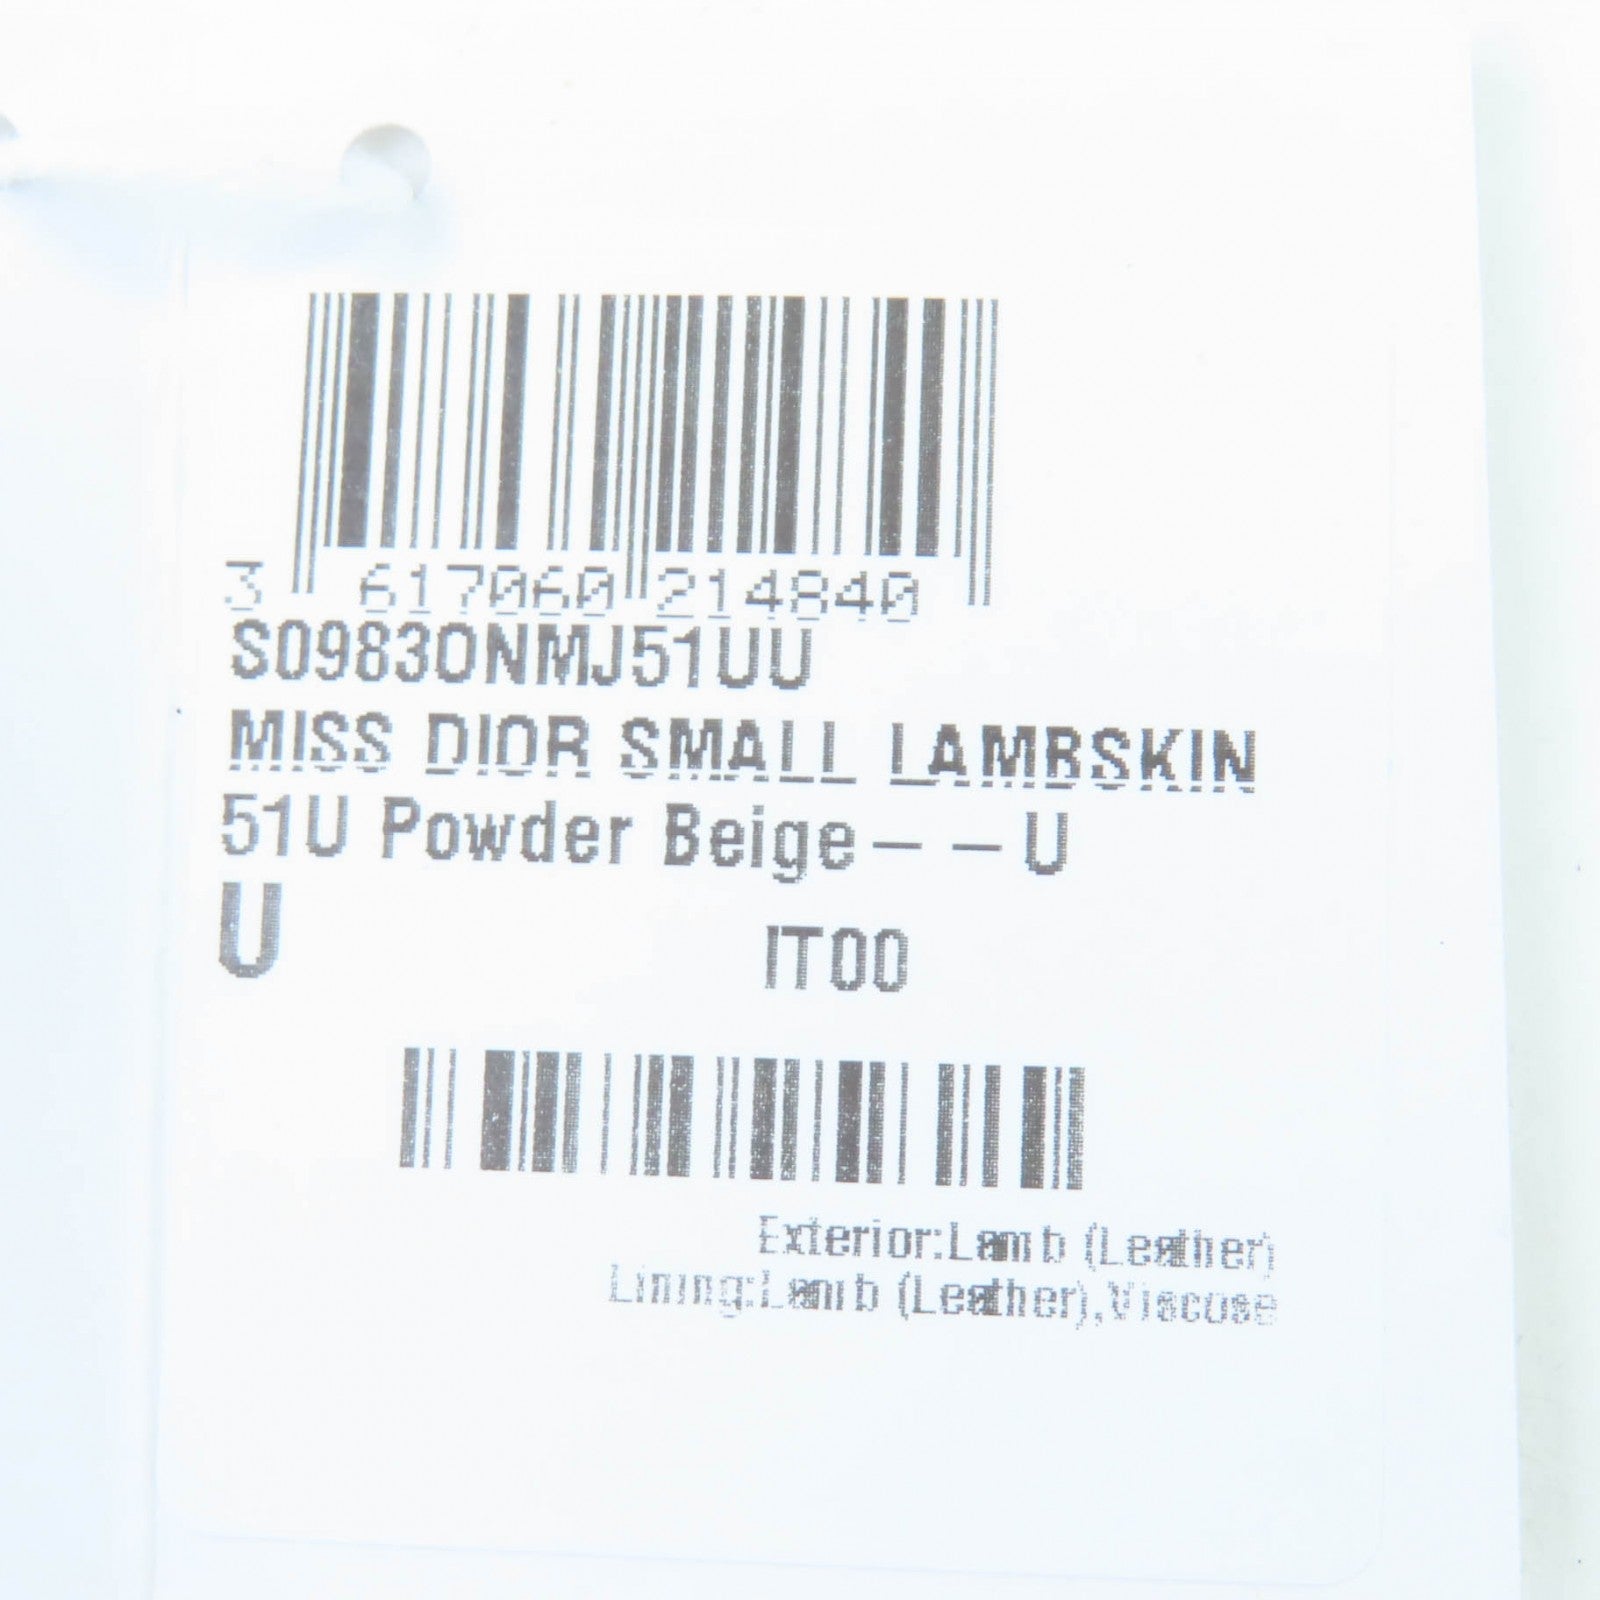 3 617060 214840
S0983ONMJ51UU
MISS DIOR SMALL LAMBSKIN
51U Powder Beige - - U
U IT00
Exterior:Lamb (Leather)
Lining:Lamb (Leather),Viscose